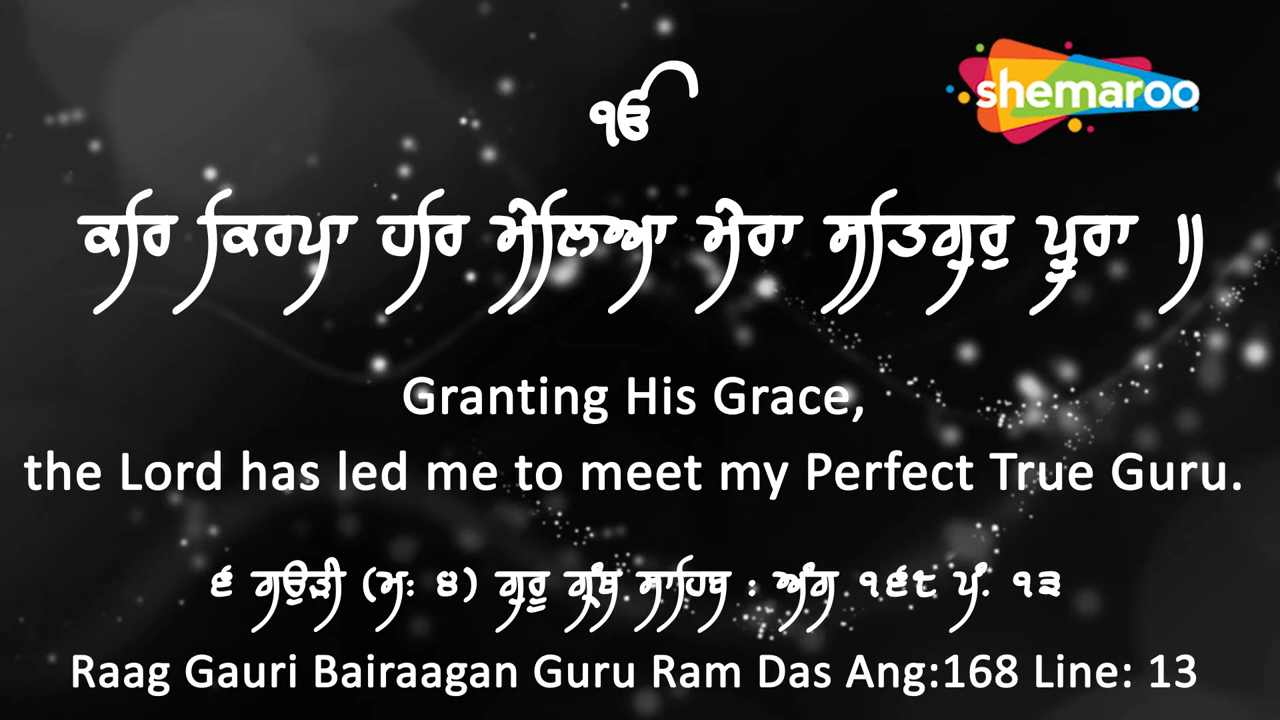 ੴ
shemaroo
ਕਰਿ ਕਿਰਪਾ ਹਰਿ ਮੇਲਿਆ ਮੇਰਾ ਸਤਿਗੁਰੁ ਪੂਰਾ ॥
Granting His Grace,
the Lord has led me to meet my Perfect True Guru.
੬ ਗਉੜੀ (ਮਃ ੪) ਗੁਰੂ ਗ੍ਰੰਥ ਸਾਹਿਬ : ਅੰਗ ੧੬੮ ਪੰ. ੧੩
Raag Gauri Bairaagan Guru Ram Das Ang:168 Line: 13